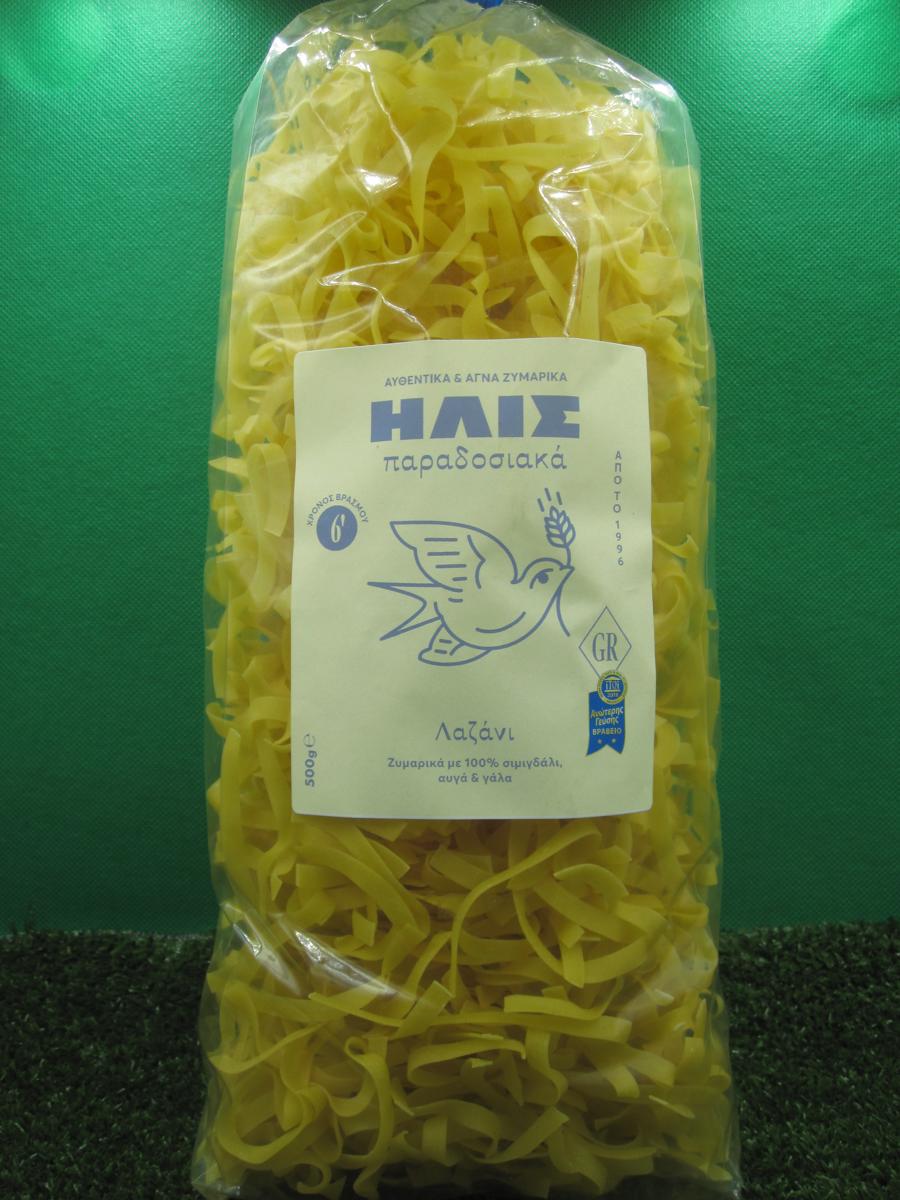 ΑΥΘΕΝΤΙΚΑ & ΑΓΝΑ ΖΥΜΑΡΙΚΑ
ΗΛΙΣ
παραδοσιακά
ΑΠΟ ΤΟ 1996
ΧΡΟΝΟΣ ΒΡΑΣΜΟΥ
6'
GR
Ανώτερης
Γεύσης
ΒΡΑΒΕΙΟ
Λαζάνι
Ζυμαρικά με 100% σιμιγδάλι,
αυγά & γάλα
500g e